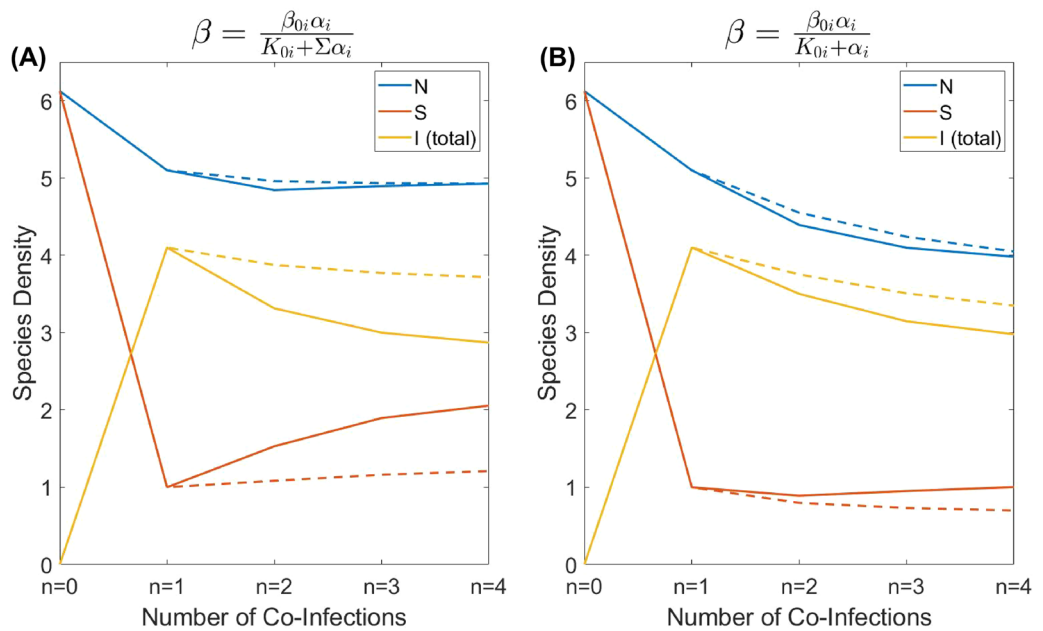 (A)
β = β₀ᵢαᵢ / K₀ᵢ+Σαᵢ
N
S
I (total)
6
5
4
3
2
1
0
n=0 n=1 n=2 n=3 n=4
Species Density
Number of Co-Infections
(B)
β = β₀ᵢαᵢ / K₀ᵢ+αᵢ
N
S
I (total)
6
5
4
3
2
1
0
n=0 n=1 n=2 n=3 n=4
Species Density
Number of Co-Infections